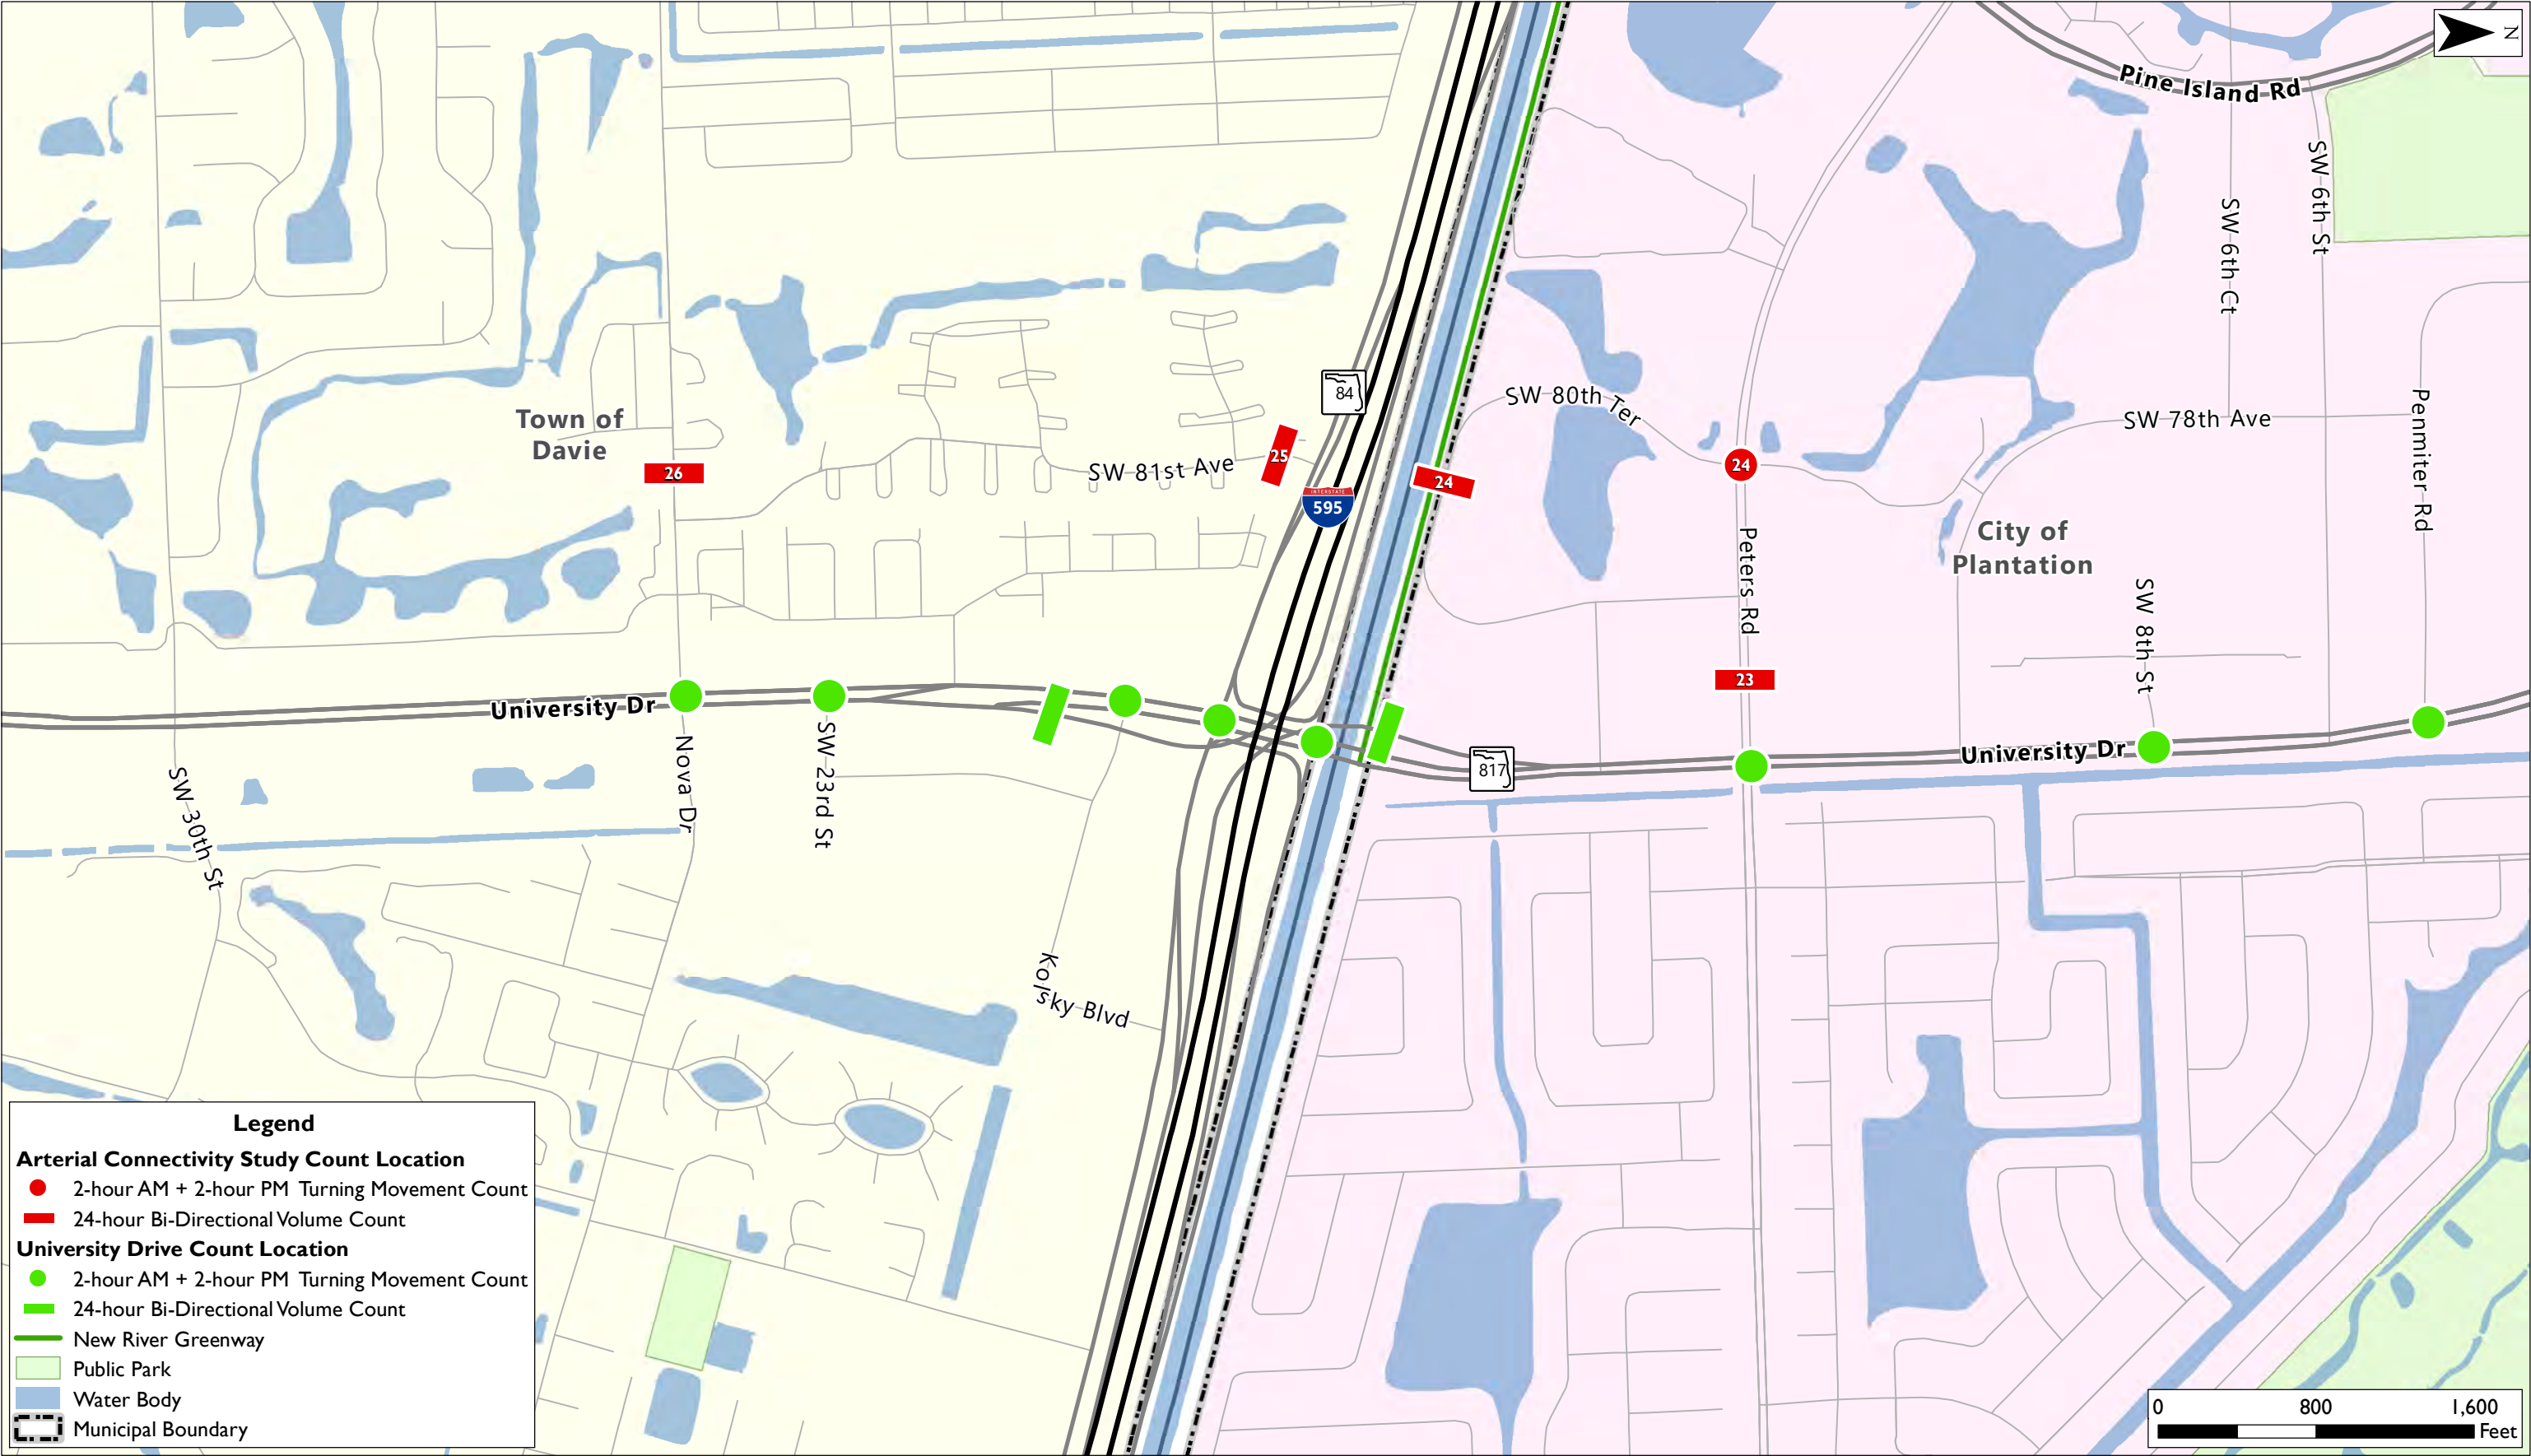 N
Pine Island Rd
SW 6th St
SW 6th Ct
84
SW 80th Ter
SW 78th Ave
Penmiter Rd
Town of
Davie
26
SW 81st Ave
25
INTERSTATE
595
24
24
City of
Plantation
Peters Rd
SW 8th St
23
University Dr
University Dr
817
Nova Dr
SW 23rd St
SW 30th St
Kolsky Blvd
Legend
Arterial Connectivity Study Count Location
2-hour AM + 2-hour PM Turning Movement Count
24-hour Bi-Directional Volume Count
University Drive Count Location
2-hour AM + 2-hour PM Turning Movement Count
24-hour Bi-Directional Volume Count
New River Greenway
Public Park
Water Body
Municipal Boundary
0 800 1,600
Feet